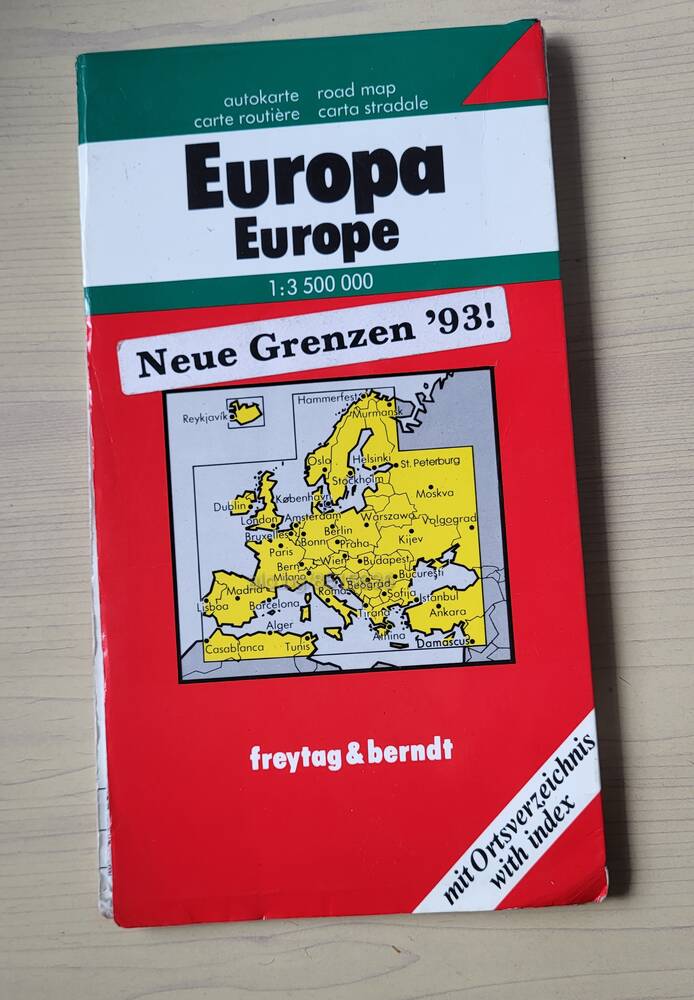 autokarte road map
carte routière carta stradale
Europa
Europe
1:3 500 000
Neue Grenzen ’93!
Hammerfest
Reykjavík
Murmansk
Oslo
Helsinki
St. Peterburg
Stockholm
Moskva
København
Dublin
London
Amsterdam
Warszawa
Volgograd
Bruxelles
Berlin
Bonn
Praha
Kijev
Paris
Wien
Budapest
Bern
Milano
București
Beograd
Madrid
Roma
Sofija
Lisboa
Barcelona
Istanbul
Tirana
Ankara
Alger
Athina
Casablanca
Tunis
Damascus
freytag & berndt
mit Ortsverzeichnis
with index